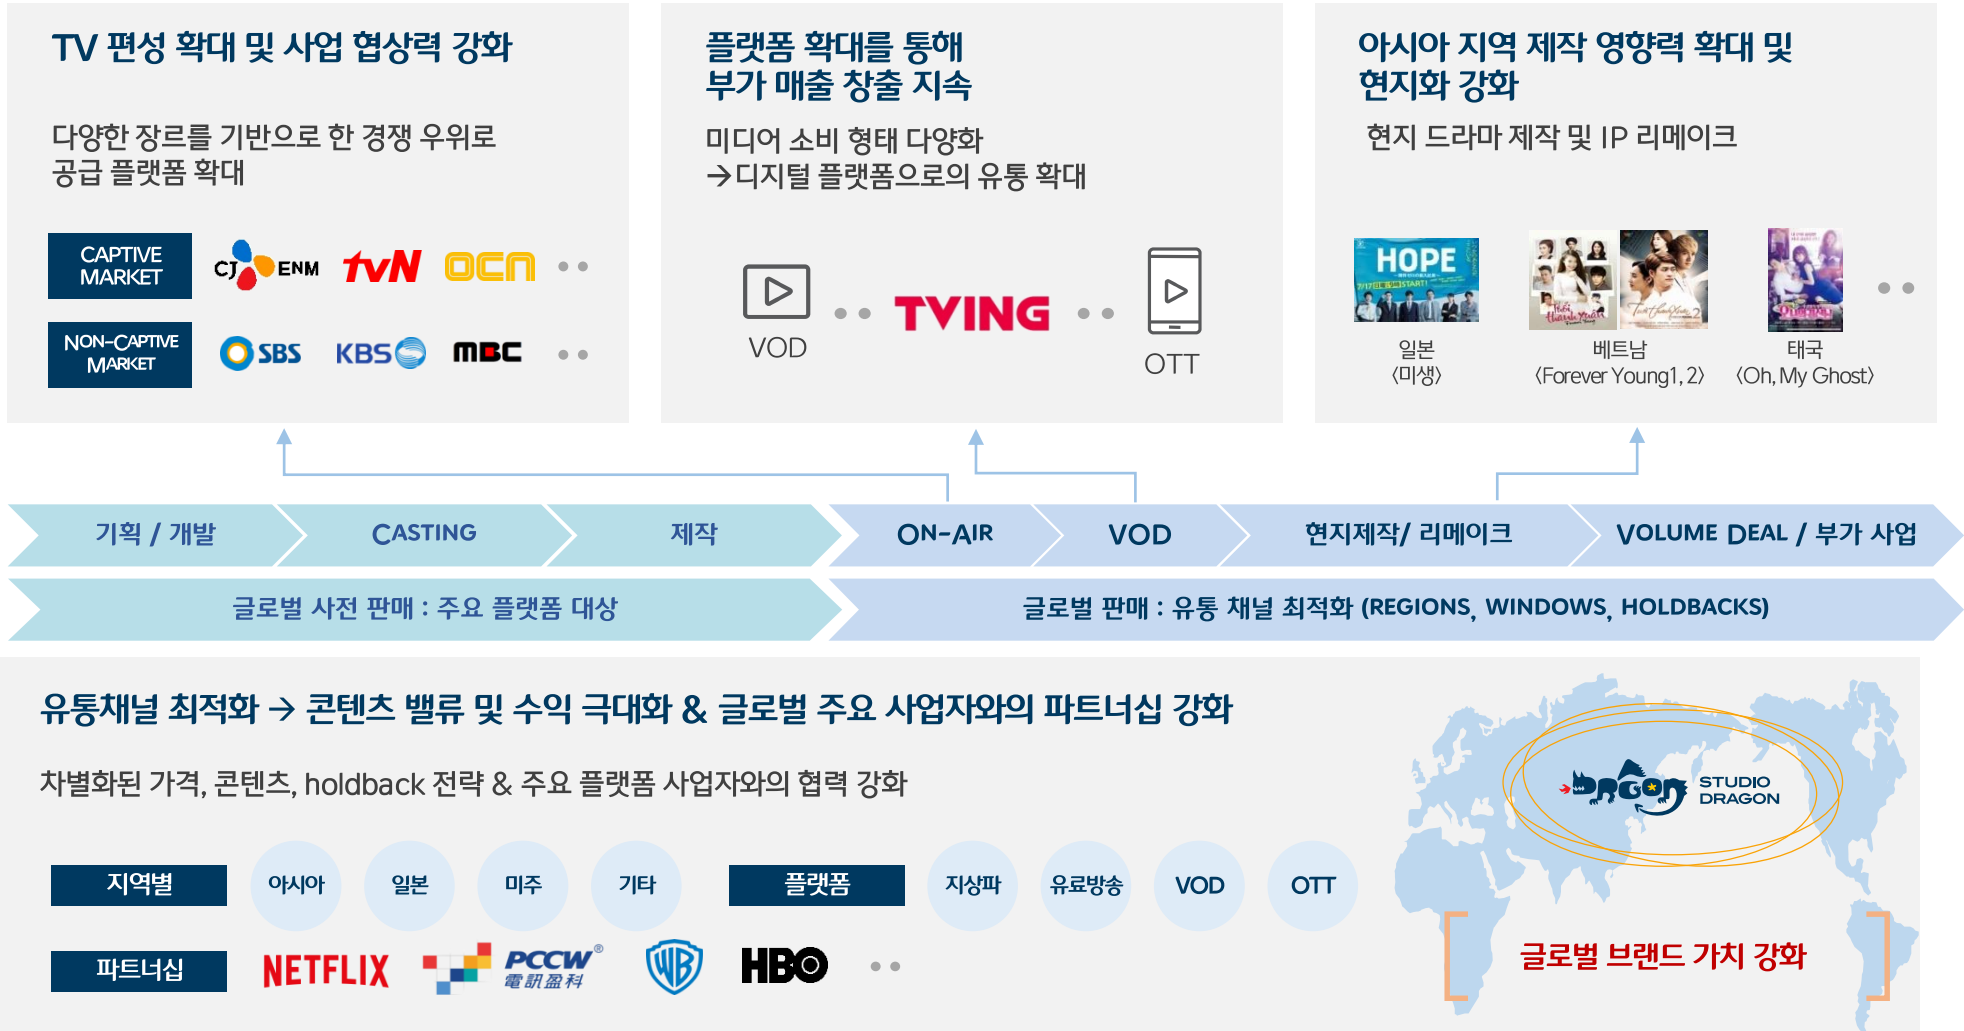 TV 편성 확대 및 사업 협상력 강화
다양한 장르를 기반으로 한 경쟁 우위로
공급 플랫폼 확대
CAPTIVE
MARKET
CJ ENM
tvN
OCN
NON-CAPTIVE
MARKET
SBS
KBS
MBC
플랫폼 확대를 통해
부가 매출 창출 지속
미디어 소비 형태 다양화
→디지털 플랫폼으로의 유통 확대
VOD
TVING
OTT
아시아 지역 제작 영향력 확대 및
현지화 강화
현지 드라마 제작 및 IP 리메이크
HOPE
7/17
START!
Tuổi thanh xuân
Tuổi thanh xuân 2
일본
〈미생〉
베트남
〈Forever Young1, 2〉
태국
〈Oh, My Ghost〉
기획 / 개발
CASTING
제작
ON-AIR
VOD
현지제작/ 리메이크
VOLUME DEAL / 부가 사업
글로벌 사전 판매 : 주요 플랫폼 대상
글로벌 판매 : 유통 채널 최적화 (REGIONS, WINDOWS, HOLDBACKS)
유통채널 최적화 → 콘텐츠 밸류 및 수익 극대화 & 글로벌 주요 사업자와의 파트너십 강화
차별화된 가격, 콘텐츠, holdback 전략 & 주요 플랫폼 사업자와의 협력 강화
지역별
아시아
일본
미주
기타
플랫폼
지상파
유료방송
VOD
OTT
파트너십
NETFLIX
PCCW®
電訊盈科
WB
HBO
DRAGON
STUDIO
DRAGON
글로벌 브랜드 가치 강화